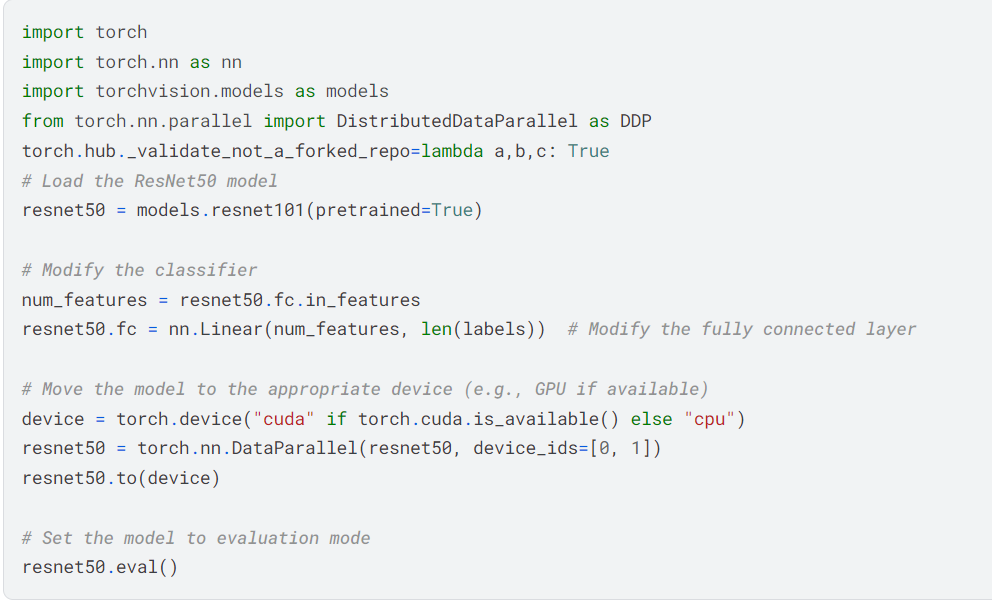 import torch
import torch.nn as nn
import torchvision.models as models
from torch.nn.parallel import DistributedDataParallel as DDP
torch.hub._validate_not_a_forked_repo=lambda a,b,c: True
# Load the ResNet50 model
resnet50 = models.resnet101(pretrained=True)
# Modify the classifier
num_features = resnet50.fc.in_features
resnet50.fc = nn.Linear(num_features, len(labels))  # Modify the fully connected layer
# Move the model to the appropriate device (e.g., GPU if available)
device = torch.device("cuda" if torch.cuda.is_available() else "cpu")
resnet50 = torch.nn.DataParallel(resnet50, device_ids=[0, 1])
resnet50.to(device)
# Set the model to evaluation mode
resnet50.eval()